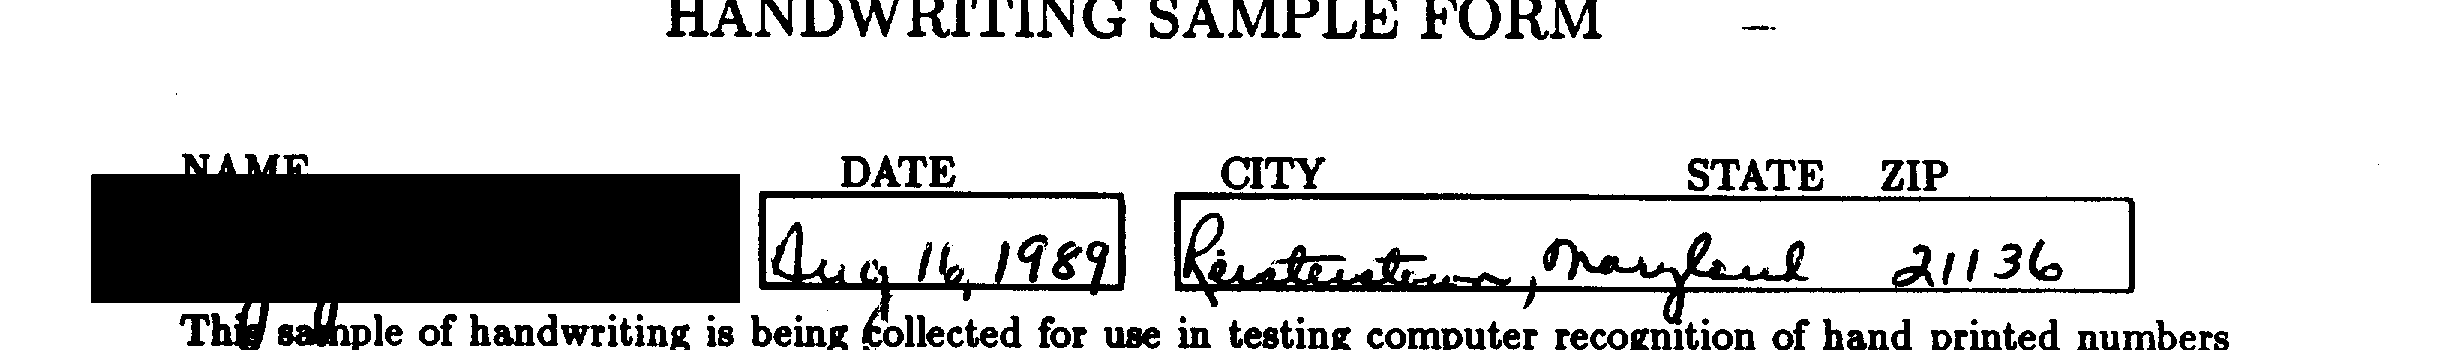 HANDWRITING SAMPLE FORM
NAME DATE CITY STATE ZIP
Aug 16, 1989 Reisterstown, Maryland 21136
This sample of handwriting is being collected for use in testing computer recognition of hand printed numbers